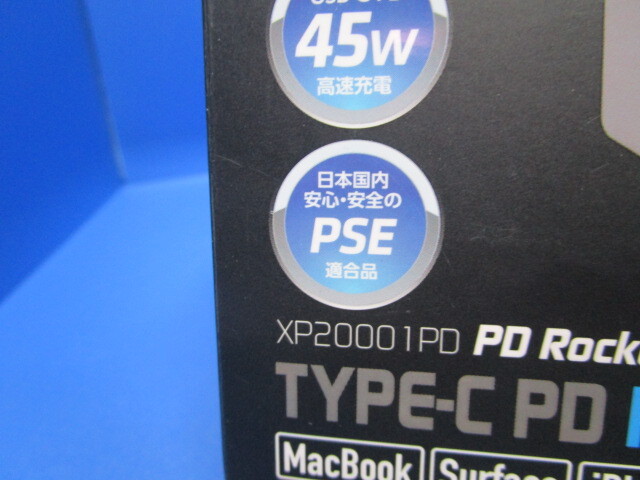 45W
高速充電
日本国内
安心・安全の
PSE
適合品
XP20001PD PD
TYPE-C PD
MacBook